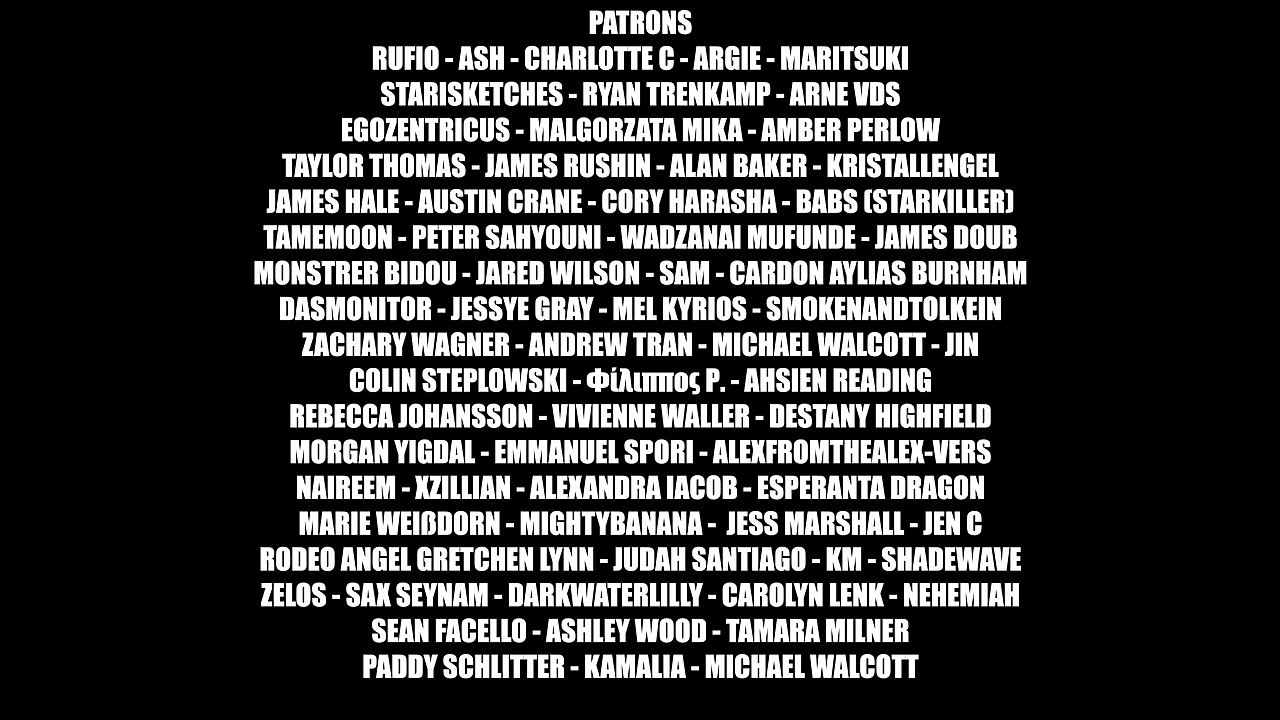 PATRONS
RUFIO - ASH - CHARLOTTE C - ARGIE - MARITSUKI
STARISKETCHES - RYAN TRENKAMP - ARNE VDS
EGOZENTRICUS - MALGORZATA MIKA - AMBER PERLOW
TAYLOR THOMAS - JAMES RUSHIN - ALAN BAKER - KRISTALLENGEL
JAMES HALE - AUSTIN CRANE - CORY HARASHA - BABS (STARKILLER)
TAMEMOON - PETER SAHYOUNI - WADZANAI MUFUNDE - JAMES DOUB
MONSTRER BIDOU - JARED WILSON - SAM - CARDON AYLIAS BURNHAM
DASMONITOR - JESSYE GRAY - MEL KYRIOS - SMOKENANDTOLKEIN
ZACHARY WAGNER - ANDREW TRAN - MICHAEL WALCOTT - JIN
COLIN STEPLOWSKI - Φίλιππος P. - AHSIEN READING
REBECCA JOHANSSON - VIVIENNE WALLER - DESTANY HIGHFIELD
MORGAN YIGDAL - EMMANUEL SPORI - ALEXFROMTHEALEX-VERS
NAIREEM - XZILLIAN - ALEXANDRA IACOB - ESPERANTA DRAGON
MARIE WEIßDORN - MIGHTYBANANA - JESS MARSHALL - JEN C
RODEO ANGEL GRETCHEN LYNN - JUDAH SANTIAGO - KM - SHADEWAVE
ZELOS - SAX SEYNAM - DARKWATERLILLY - CAROLYN LENK - NEHEMIAH
SEAN FACELLO - ASHLEY WOOD - TAMARA MILNER
PADDY SCHLITTER - KAMALIA - MICHAEL WALCOTT